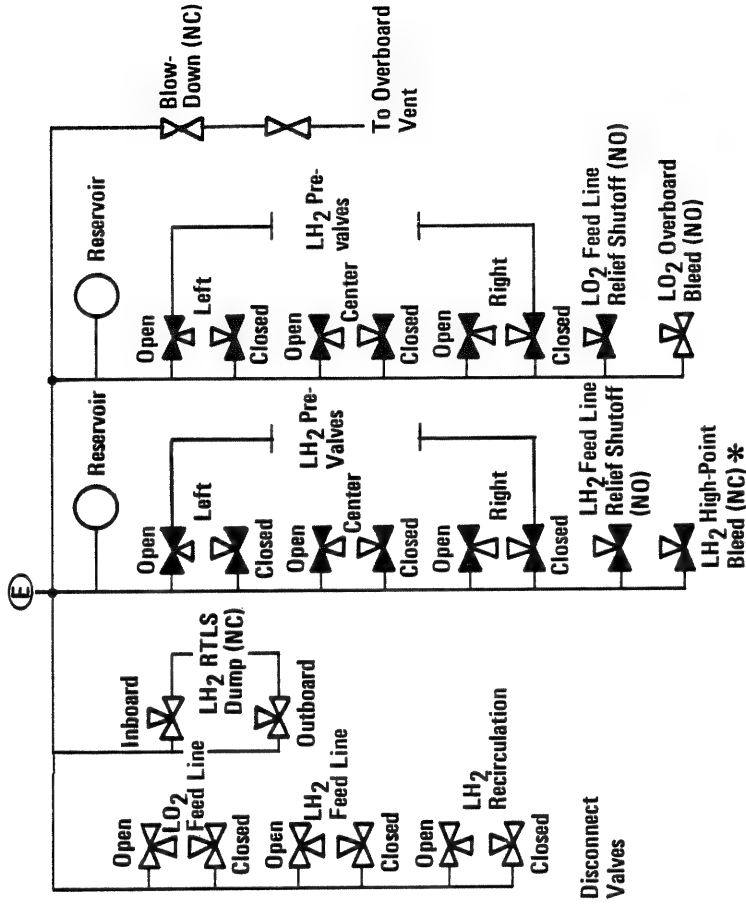 Disconnect
Valves
Open
LO2
Feed Line
Closed
Open
LH2
Feed Line
Closed
Open
LH2
Recirculation
Closed
Inboard
LH2 RTLS
Dump (NC)
Outboard
E
Reservoir
Open
Left
Closed
LH2 Pre-
Valves
Open
Center
Closed
Open
Right
Closed
LH2 Feed Line
Relief Shutoff
(NO)
LH2 High-Point
Bleed (NC) *
Reservoir
Open
Left
Closed
LH2 Pre-
valves
Open
Center
Closed
Open
Right
Closed
LO2 Feed Line
Relief Shutoff (NO)
LO2 Overboard
Bleed (NO)
Blow-
Down (NC)
To Overboard
Vent